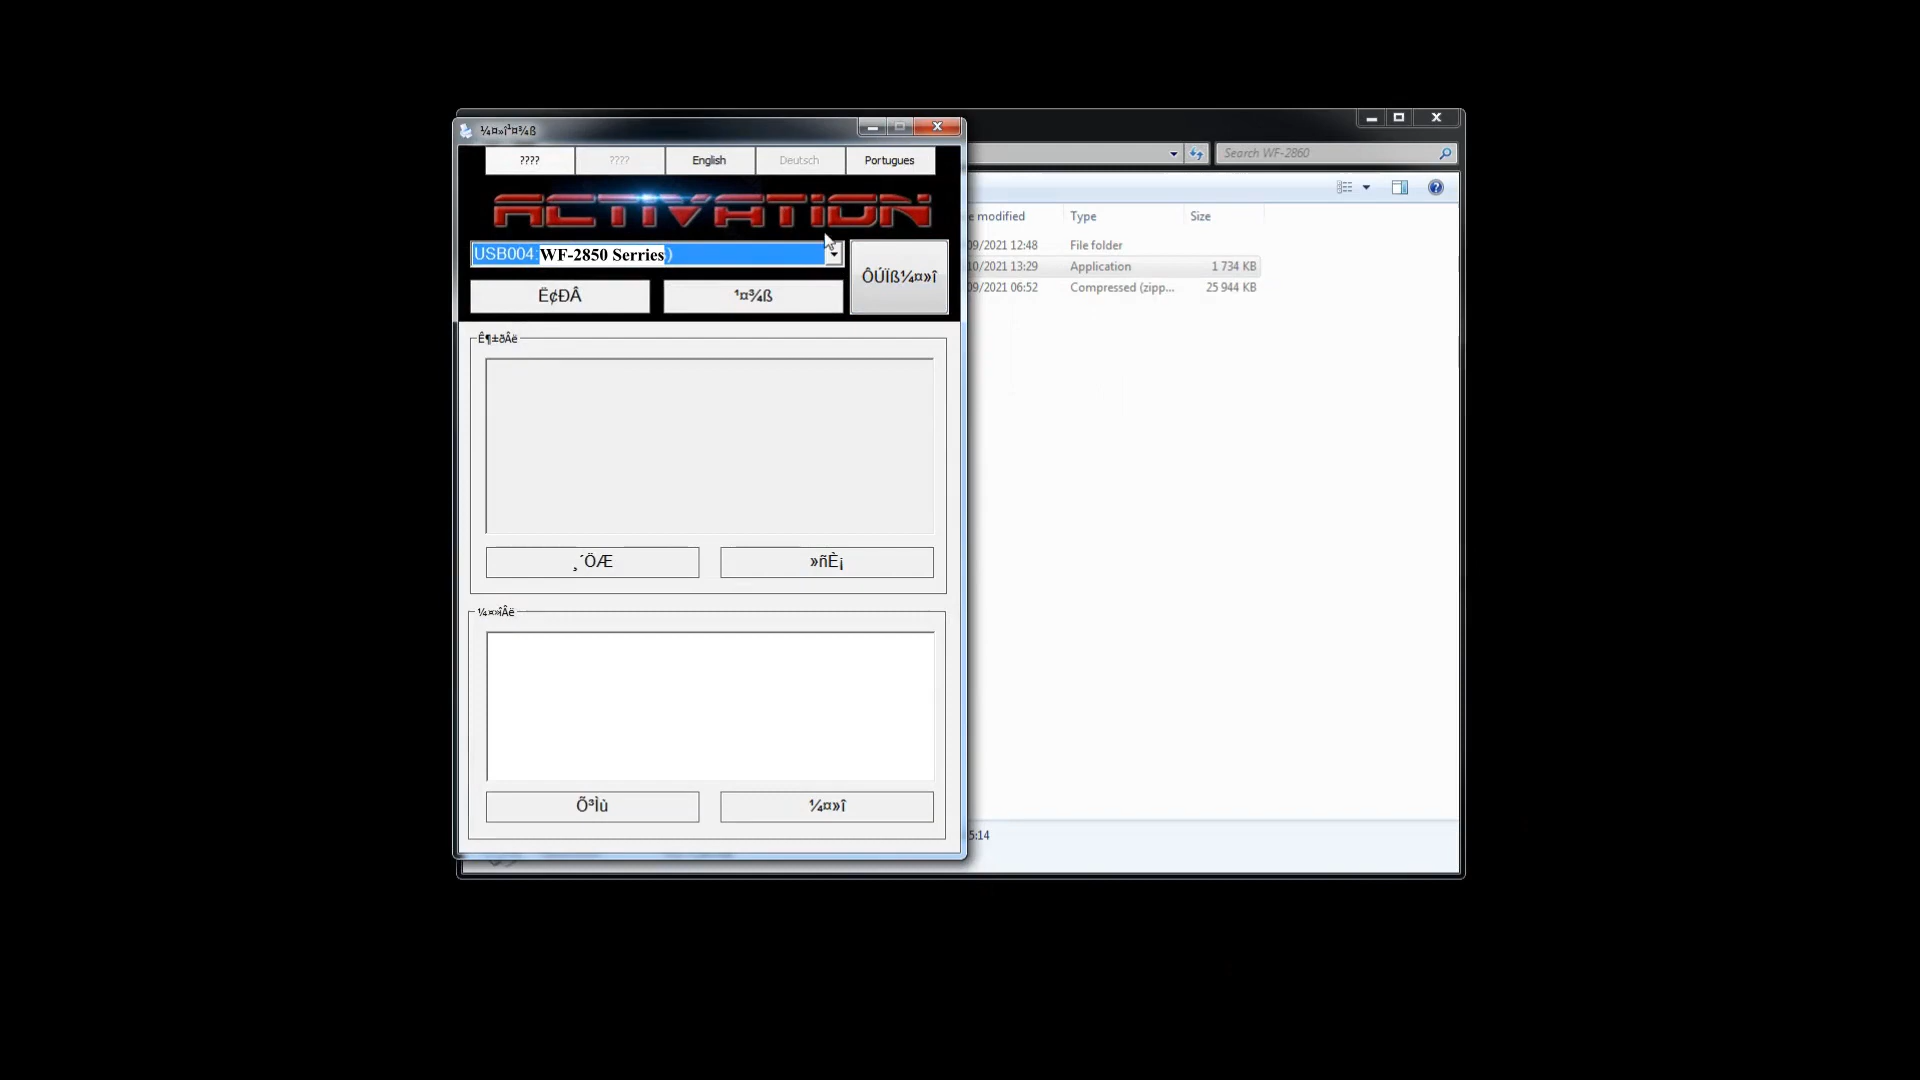 ¼¤»î¹¤¾ß
???? ???? English Deutsch Portugues
ACTIVATION
USB004:WF-2850 Serries)
ÔÚÏß¼¤»î
Ë¢ÐÂ ¹¤¾ß
Ê¶±ðÂë
¸´ÖÆ »ñÈ¡
¼¤»îÂë
Õ³Ìù ¼¤»î
Search WF-2860
e modified Type Size
09/2021 12:48 File folder
10/2021 13:29 Application 1 734 KB
09/2021 06:52 Compressed (zipp... 25 944 KB
5:14